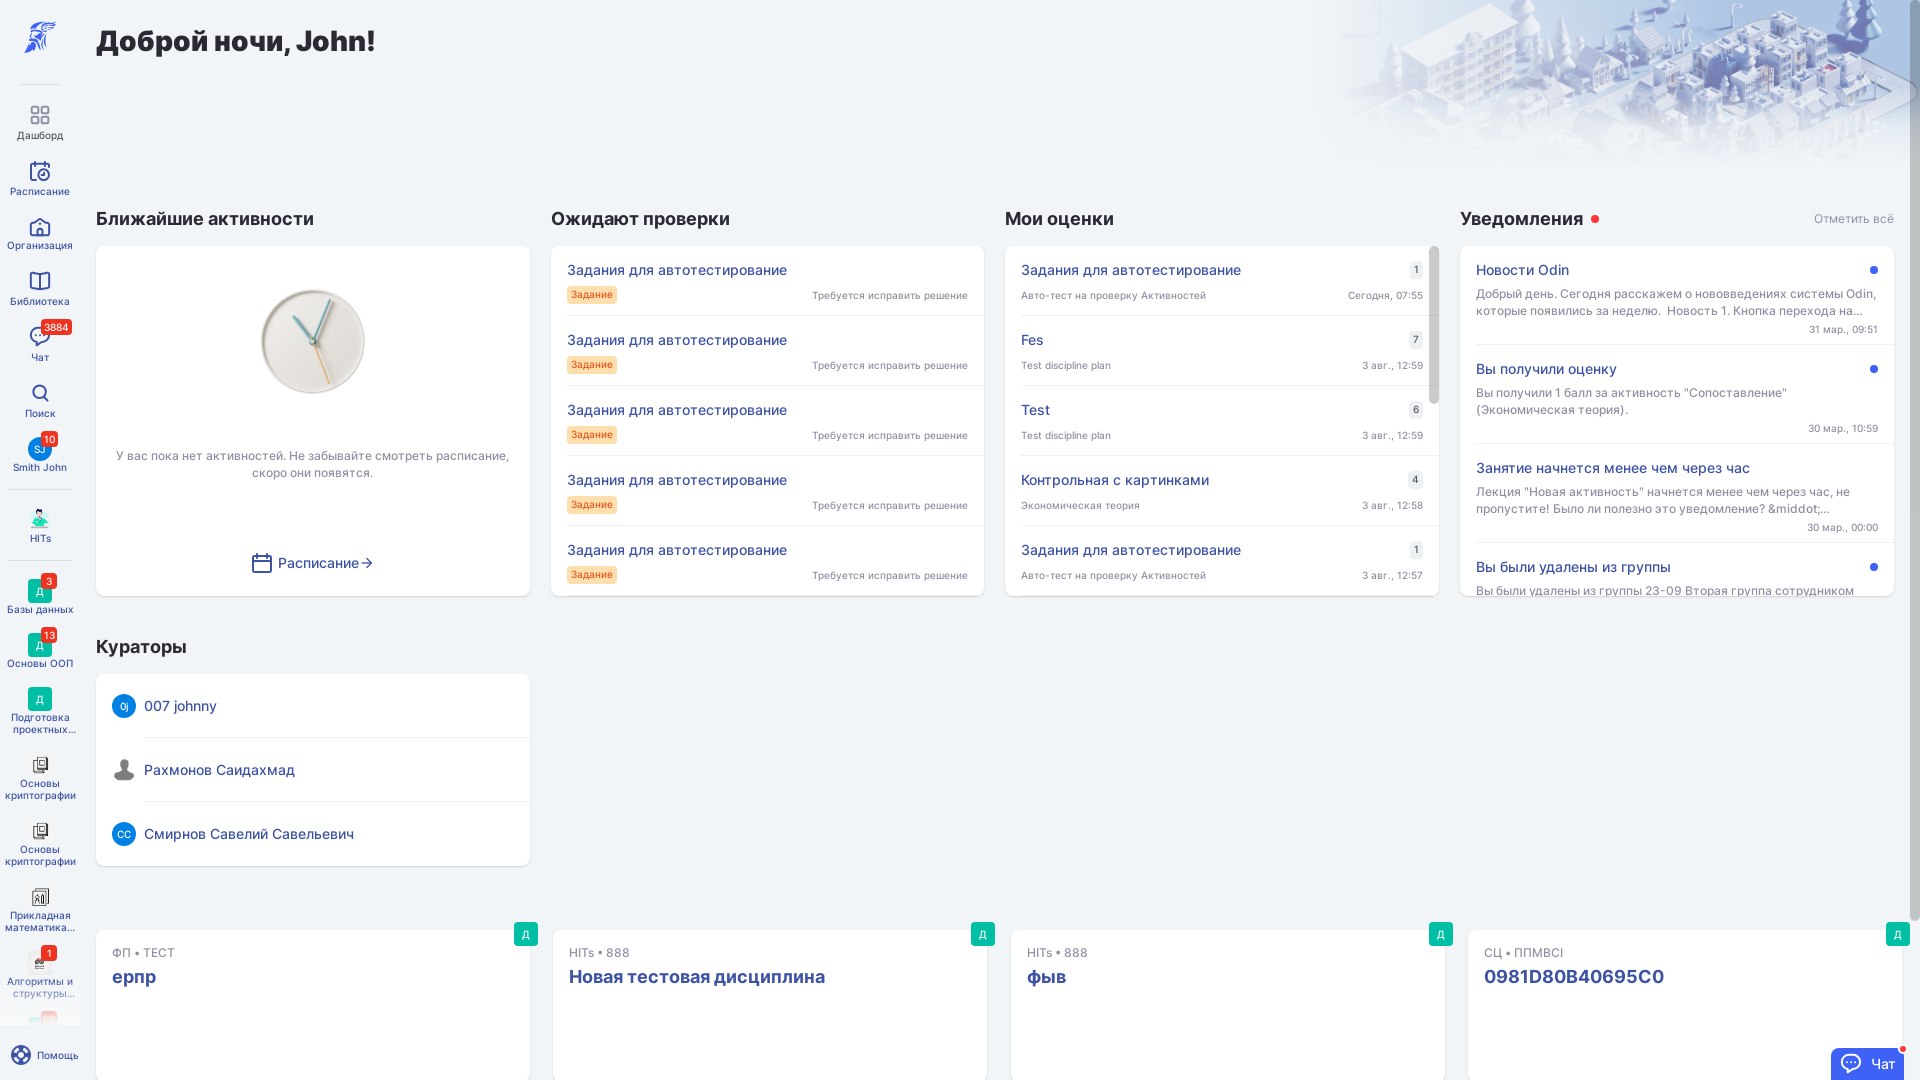 Доброй ночи, John!
Дашборд
Расписание
Организация
Библиотека
3884
Чат
Поиск
10
SJ
Smith John
HITs
3
Д
Базы данных
13
Д
Основы ООП
Д
Подготовка
проектных...
Основы
криптографии
Основы
криптографии
Прикладная
математика...
1
Алгоритмы и
структуры...
Помощь
Ближайшие активности
У вас пока нет активностей. Не забывайте смотреть расписание,
скоро они появятся.
Расписание
Ожидают проверки
Задания для автотестирование
Задание
Требуется исправить решение
Задания для автотестирование
Задание
Требуется исправить решение
Задания для автотестирование
Задание
Требуется исправить решение
Задания для автотестирование
Задание
Требуется исправить решение
Задания для автотестирование
Задание
Требуется исправить решение
Мои оценки
Задания для автотестирование
1
Авто-тест на проверку Активностей
Сегодня, 07:55
Fes
7
Test discipline plan
3 авг., 12:59
Test
6
Test discipline plan
3 авг., 12:59
Контрольная с картинками
4
Экономическая теория
3 авг., 12:58
Задания для автотестирование
1
Авто-тест на проверку Активностей
3 авг., 12:57
Уведомления
Отметить всё
Новости Odin
Добрый день. Сегодня расскажем о нововведениях системы Odin,
которые появились за неделю. Новость 1. Кнопка перехода на...
31 мар., 09:51
Вы получили оценку
Вы получили 1 балл за активность "Сопоставление"
(Экономическая теория).
30 мар., 10:59
Занятие начнется менее чем через час
Лекция "Новая активность" начнется менее чем через час, не
пропустите! Было ли полезно это уведомление? &middot;...
30 мар., 00:00
Вы были удалены из группы
Вы были удалены из группы 23-09 Вторая группа сотрудником
Кураторы
0j
007 johnny
Рахмонов Саидахмад
СС
Смирнов Савелий Савельевич
Д
ФП • ТЕСТ
ерпр
Д
HITs • 888
Новая тестовая дисциплина
Д
HITs • 888
фыв
Д
СЦ • ППМВСІ
0981D80B40695C0
Чат